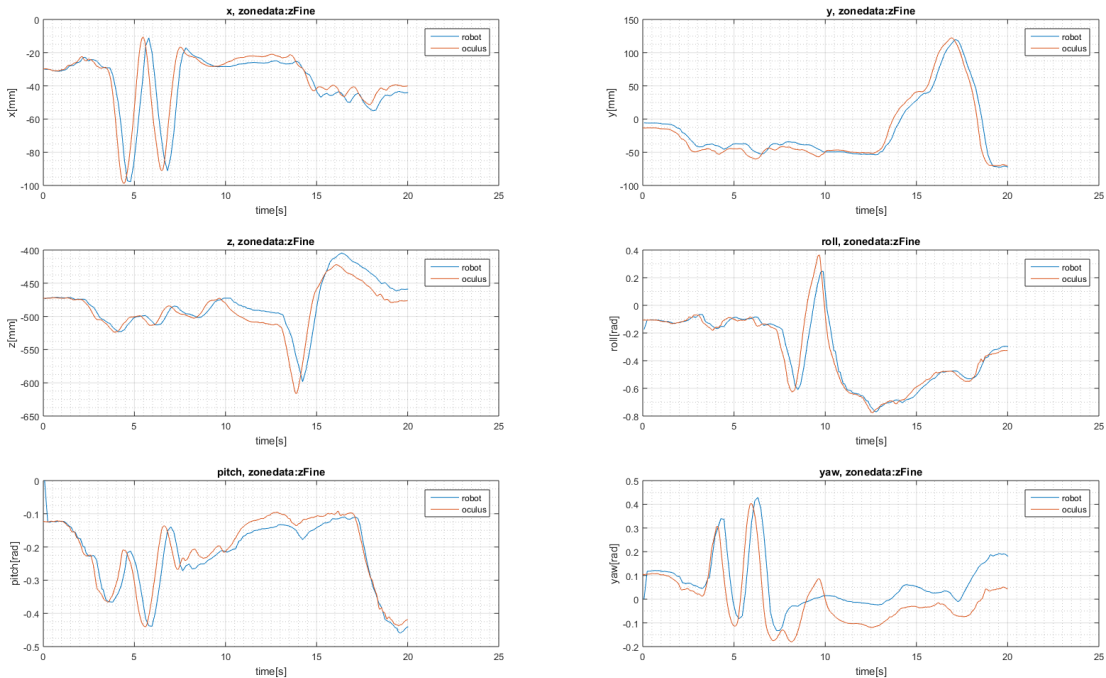 x, zonedata:zFine
0
-20
-40
-60
-80
-100
x[mm]
0 5 10 15 20 25
time[s]
robot
oculus
y, zonedata:zFine
150
100
50
0
-50
-100
y[mm]
0 5 10 15 20 25
time[s]
robot
oculus
z, zonedata:zFine
-400
-450
-500
-550
-600
-650
z[mm]
0 5 10 15 20 25
time[s]
robot
oculus
roll, zonedata:zFine
0.4
0.2
0
-0.2
-0.4
-0.6
-0.8
roll[rad]
0 5 10 15 20 25
time[s]
robot
oculus
pitch, zonedata:zFine
0
-0.1
-0.2
-0.3
-0.4
-0.5
pitch[rad]
0 5 10 15 20 25
time[s]
robot
oculus
yaw, zonedata:zFine
0.5
0.4
0.3
0.2
0.1
0
-0.1
-0.2
yaw[rad]
0 5 10 15 20 25
time[s]
robot
oculus